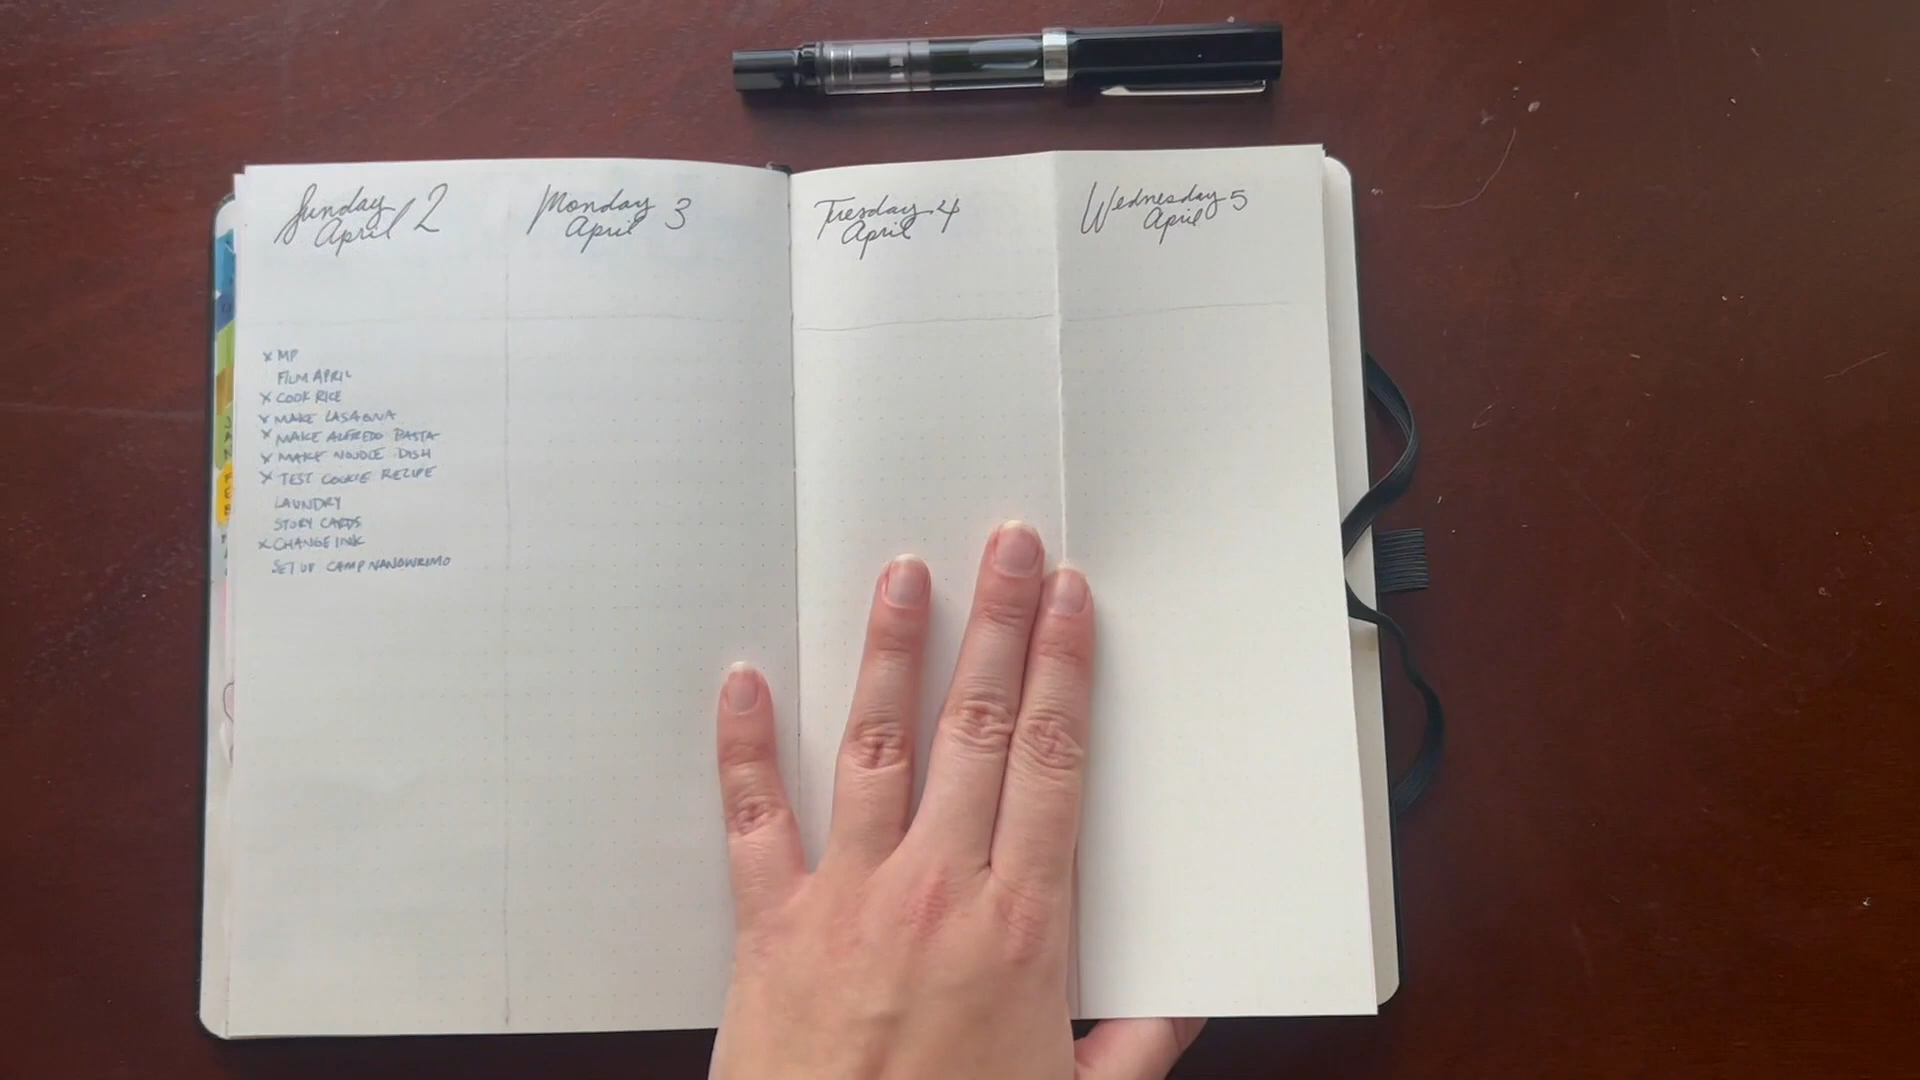 Sunday
April 2
Monday
April 3
Tuesday 4
April
Wednesday 5
April
x MP
FILM APRIL
x COOK RICE
x MAKE LASAGNA
x MAKE ALFREDO PASTA
x MAKE NOODLE DISH
x TEST COOKIE RECIPE
LAUNDRY
STORY CARDS
x CHANGE INK
SET UP CAMP NANOWRIMO